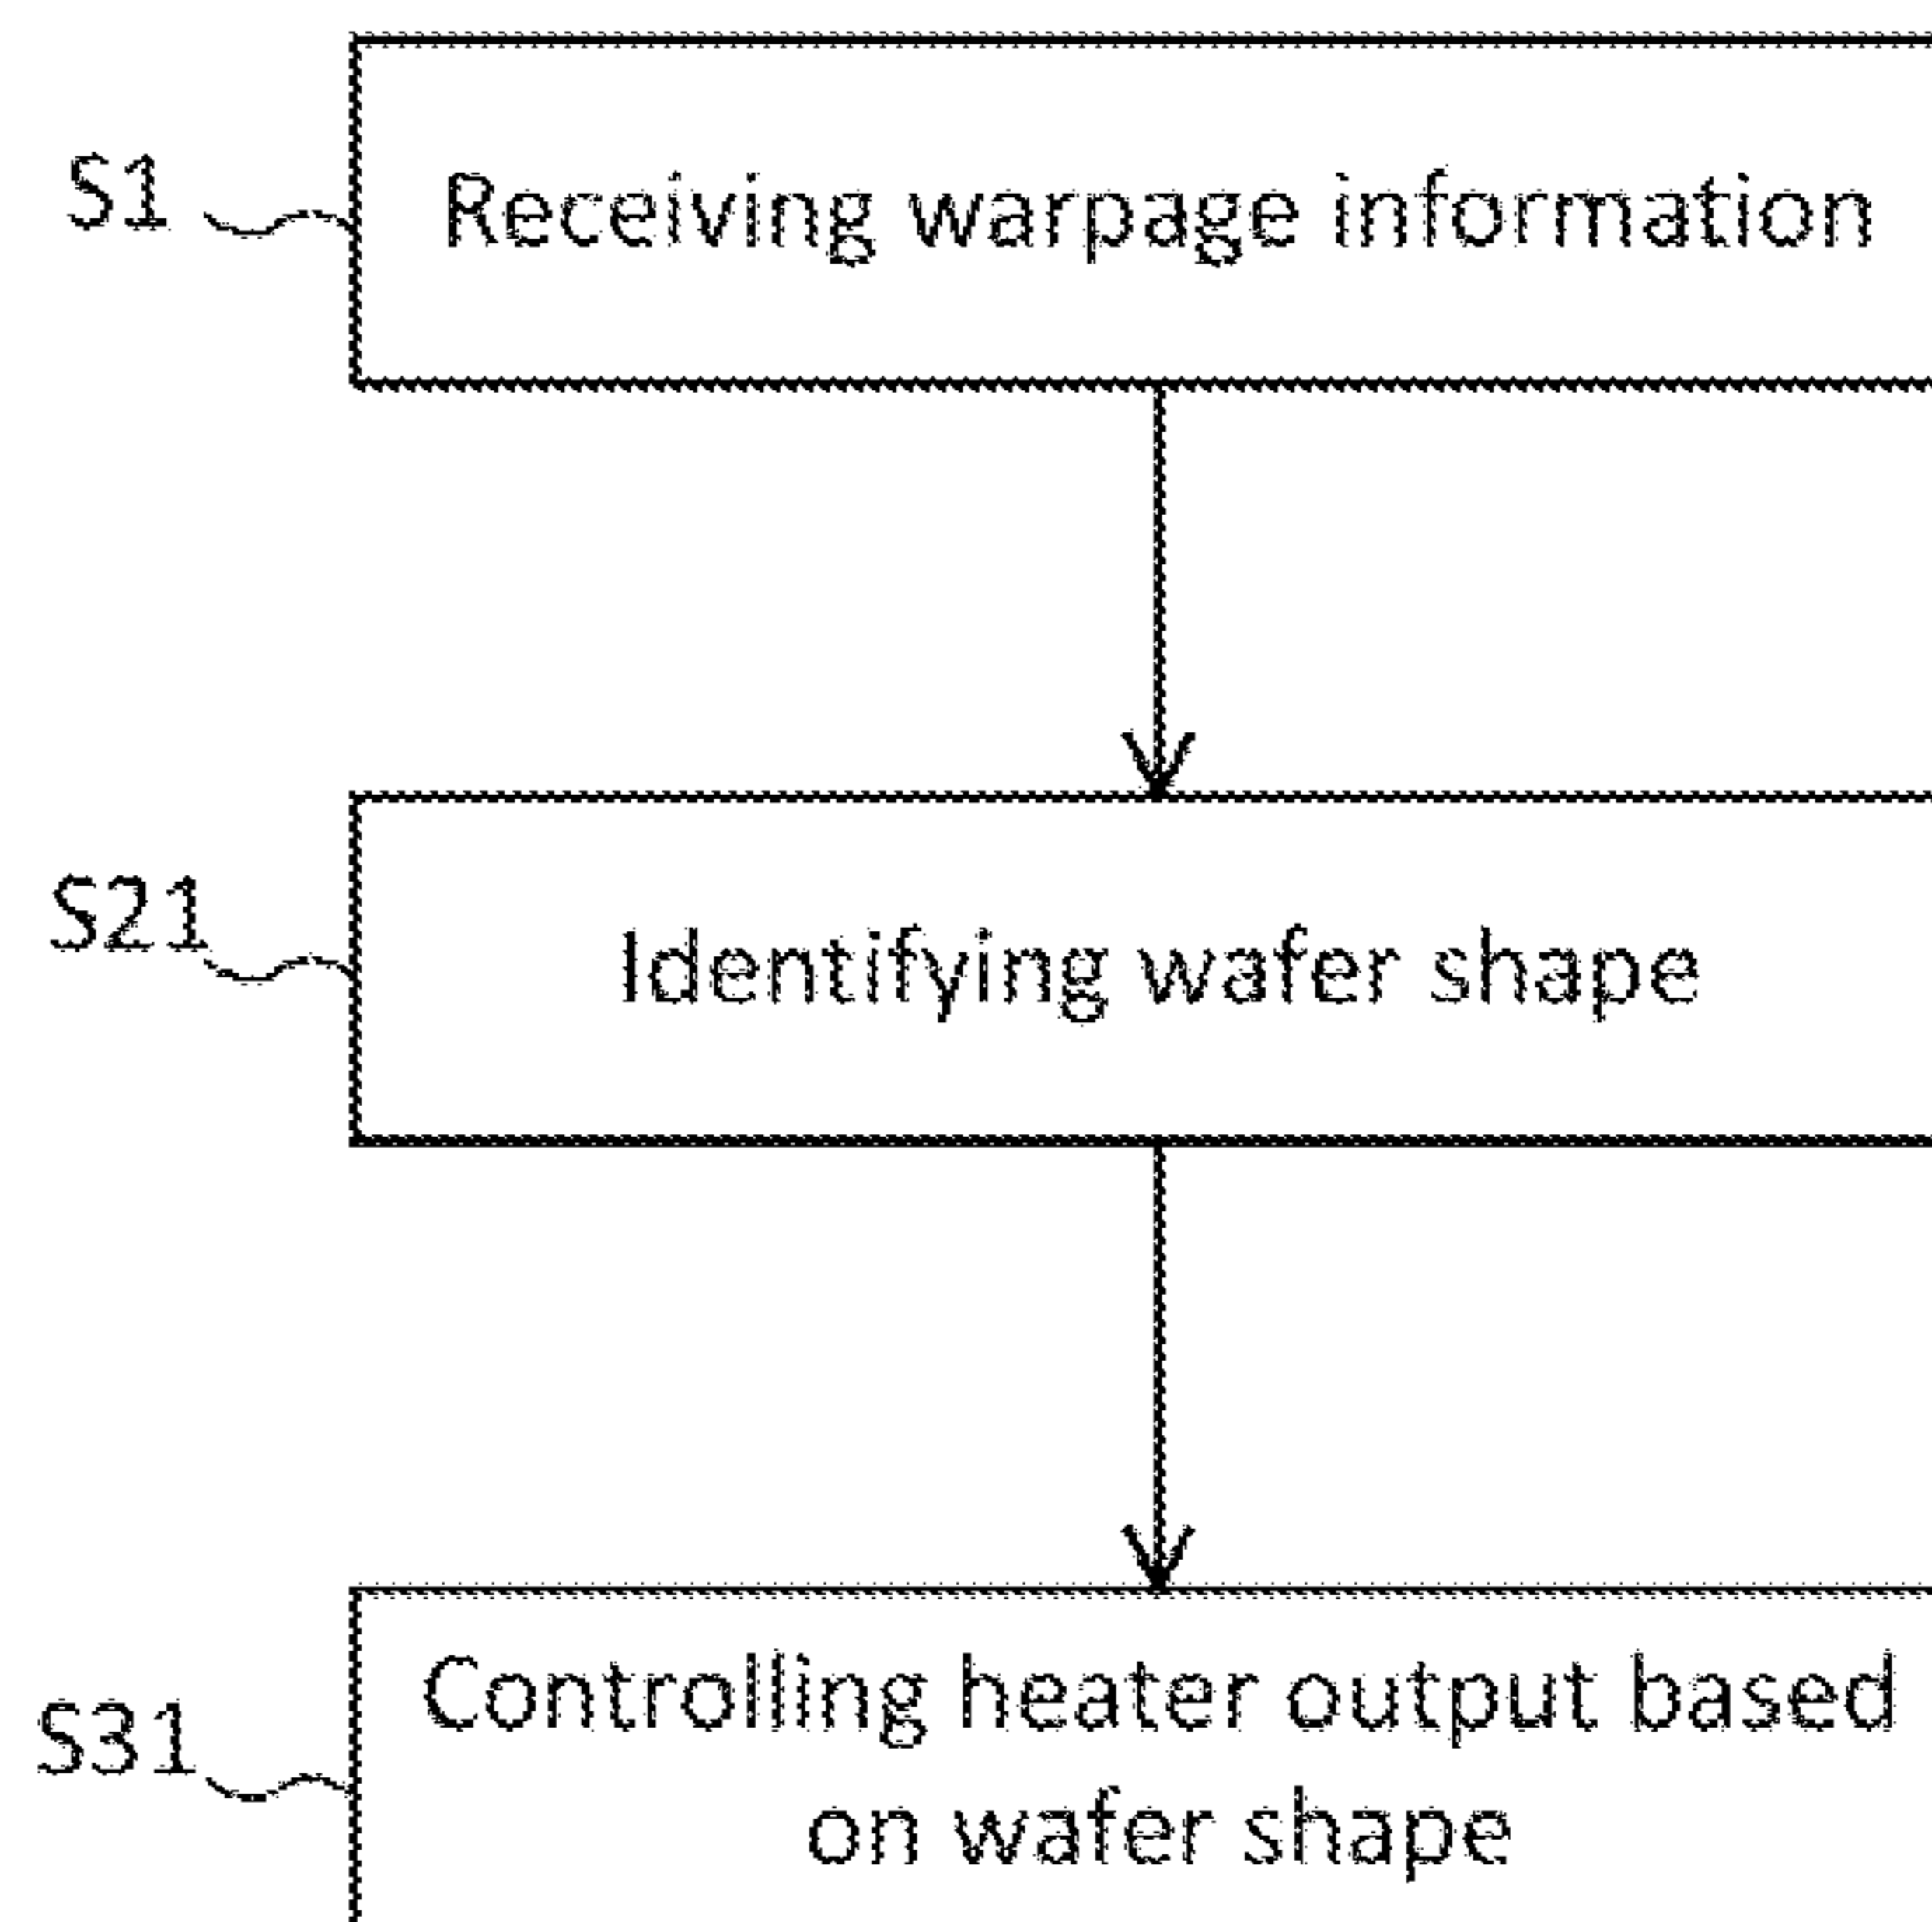 S1
Receiving warpage information
S21
Identifying wafer shape
S31
Controlling heater output based
on wafer shape